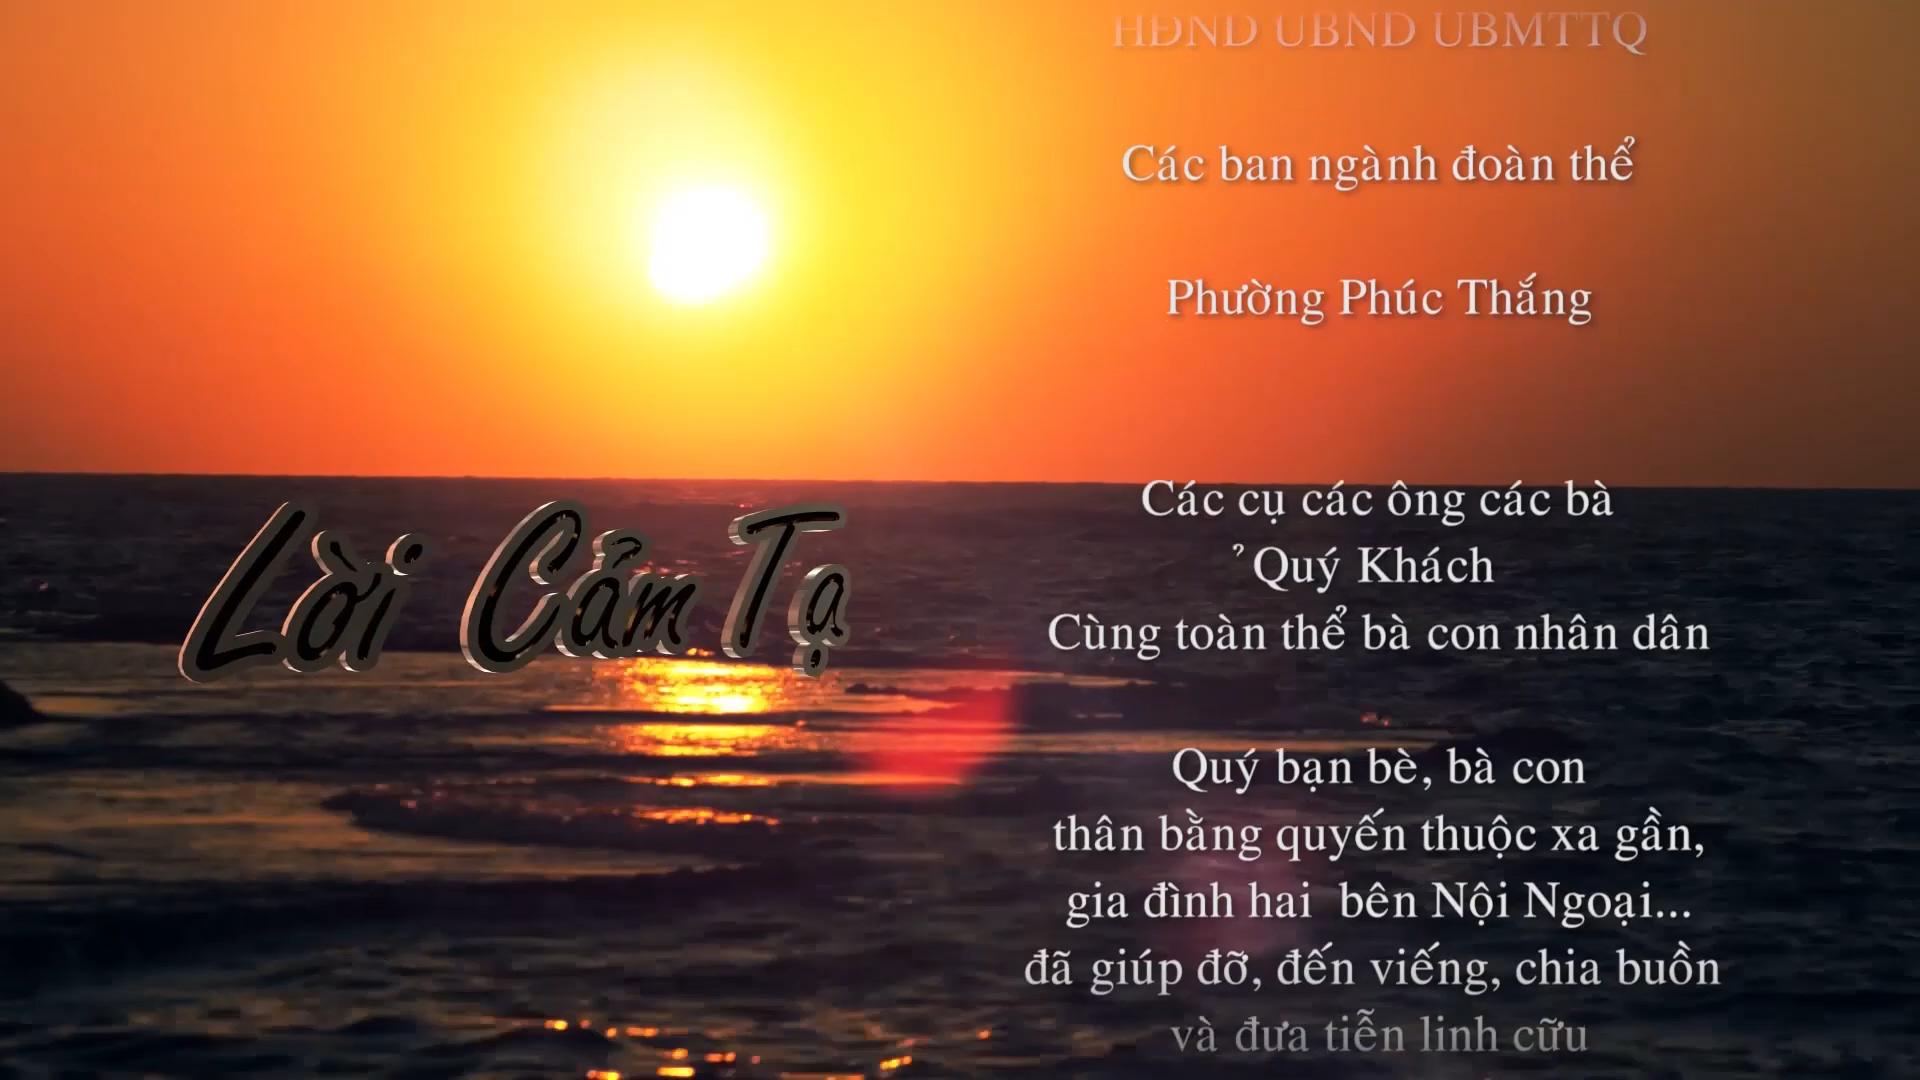 Lời Cảm Tạ
HĐND UBND UBMTTQ
Các ban ngành đoàn thể
Phường Phúc Thắng
Các cụ các ông các bà
̉ Quý Khách
Cùng toàn thể bà con nhân dân
Quý bạn bè, bà con
thân bằng quyến thuộc xa gần,
gia đình hai  bên Nội Ngoại...
đã giúp đỡ, đến viếng, chia buồn
và đưa tiễn linh cữu